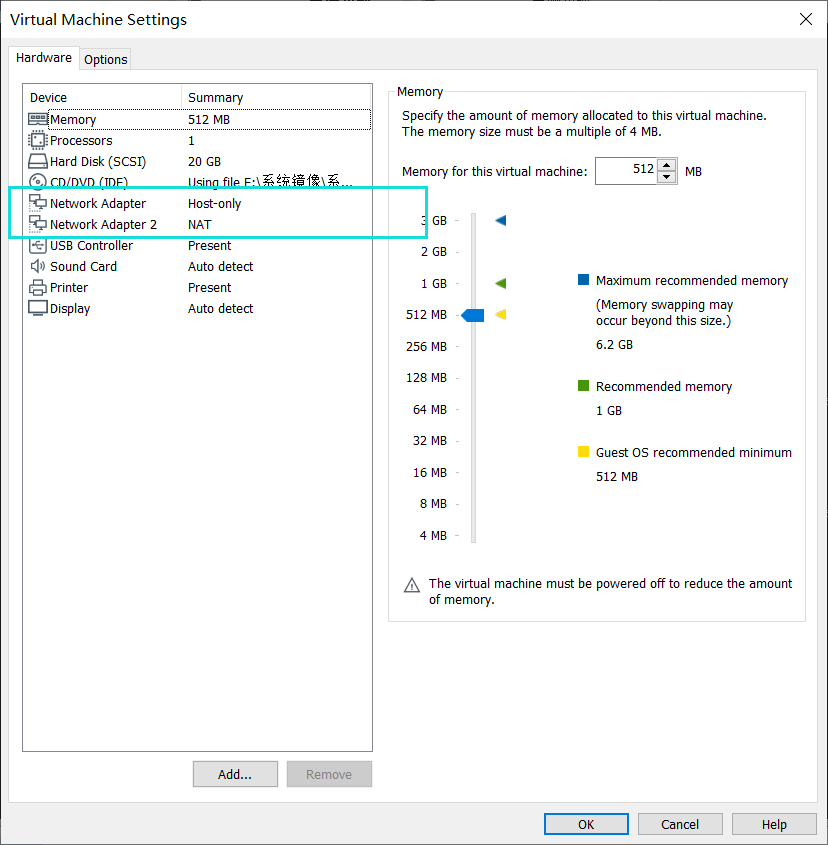 Virtual Machine Settings
Hardware
Options
Device Summary
Memory 512 MB
Processors 1
Hard Disk (SCSI) 20 GB
CD/DVD (IDE) Using file E:\系统镜像\系...
Network Adapter Host-only
Network Adapter 2 NAT
USB Controller Present
Sound Card Auto detect
Printer Present
Display Auto detect
Add...
Remove
Memory
Specify the amount of memory allocated to this virtual machine.
The memory size must be a multiple of 4 MB.
Memory for this virtual machine: 512 MB
3 GB
2 GB
1 GB
512 MB
256 MB
128 MB
64 MB
32 MB
16 MB
8 MB
4 MB
Maximum recommended memory
(Memory swapping may
occur beyond this size.)
6.2 GB
Recommended memory
1 GB
Guest OS recommended minimum
512 MB
The virtual machine must be powered off to reduce the amount
of memory.
OK
Cancel
Help